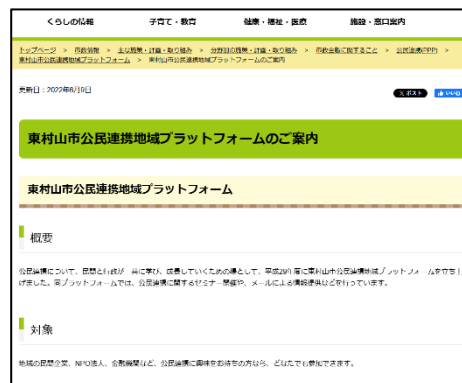 くらしの情報 子育て・教育 健康・福祉・医療 施設・窓口案内
トップページ > 市政情報 > 主な施策・計画・取り組み > 分野別の施策・計画・取り組み > 市政全般に関すること > 公民連携(PPP) >
東村山市公民連携地域プラットフォーム > 東村山市公民連携地域プラットフォームのご案内
更新日：2022年6月9日
ポスト いいね
東村山市公民連携地域プラットフォームのご案内
東村山市公民連携地域プラットフォーム
概要
公民連携について、民間と行政が共に学び、成長していくための場として、平成29年度に東村山市公民連携地域プラットフォームを立ち上
げました。同プラットフォームでは、公民連携に関するセミナー開催や、メールによる情報提供などを行っています。
対象
地域の民間企業、NPO法人、金融機関など、公民連携に興味をお持ちの方なら、どなたでも参加できます。